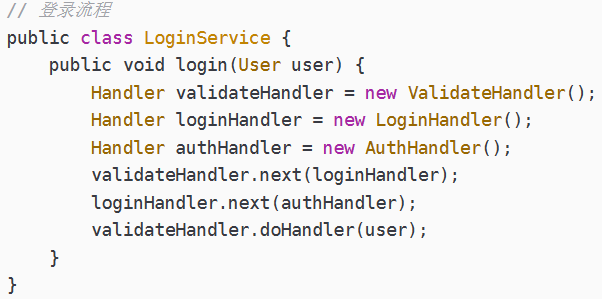 // 登录流程
public class LoginService {
    public void login(User user) {
        Handler validateHandler = new ValidateHandler();
        Handler loginHandler = new LoginHandler();
        Handler authHandler = new AuthHandler();
        validateHandler.next(loginHandler);
        loginHandler.next(authHandler);
        validateHandler.doHandler(user);
    }
}